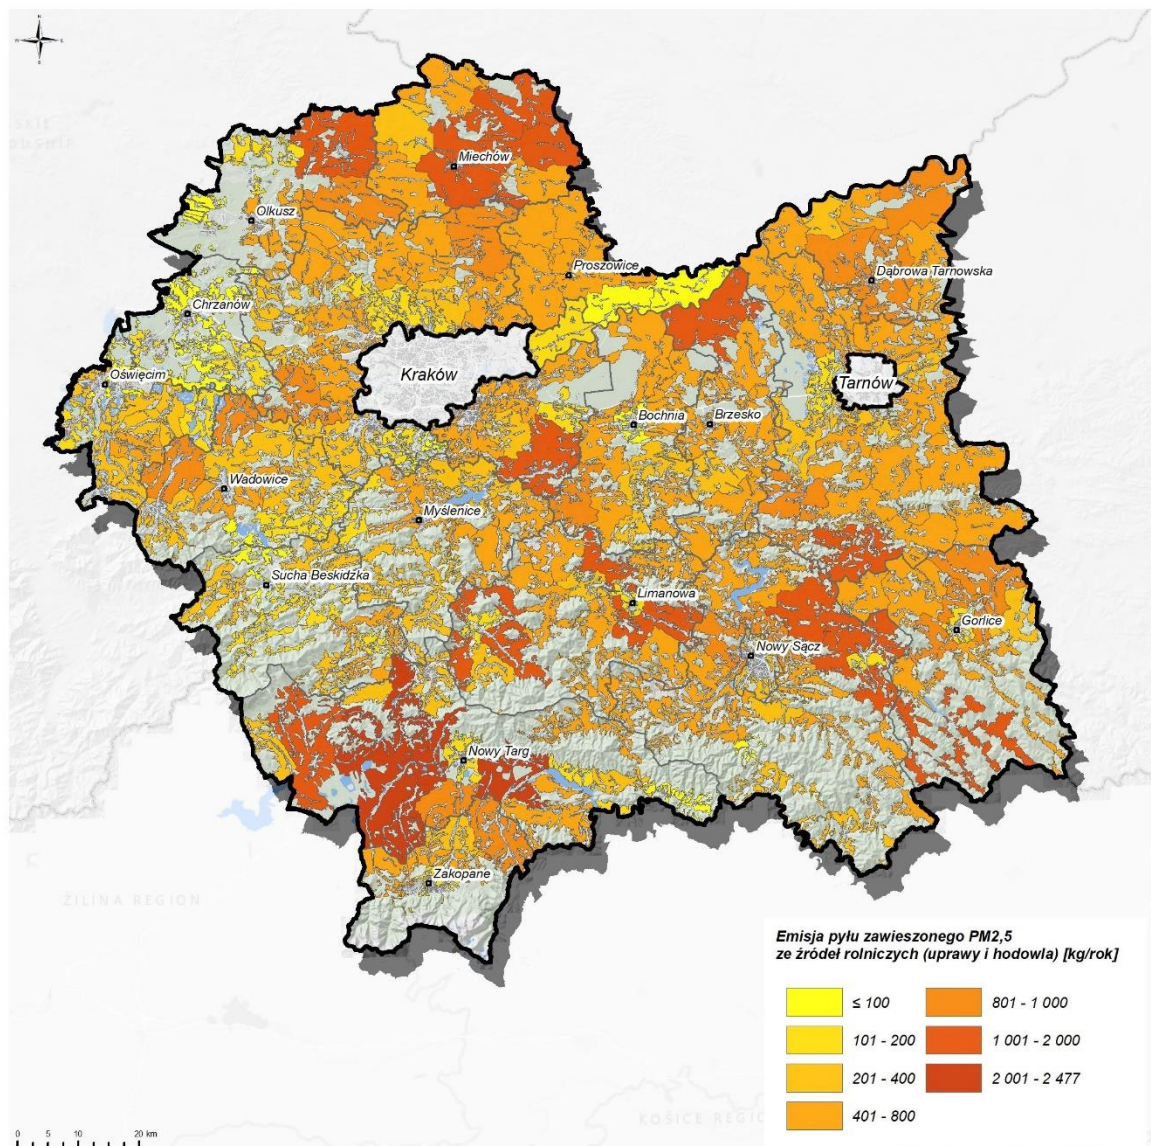 N
W E
S
SKIE
OWNSHIP
Miechów
Olkusz
Proszowice
Dąbrowa Tarnowska
Chrzanów
Oświęcim
Kraków
Tarnów
Bochnia
Brzesko
Wadowice
Myślenice
Sucha Beskidzka
Limanowa
Gorlice
Nowy Sącz
Nowy Targ
Zakopane
ŽILINA REGION
KOŠICE REGIO
Emisja pyłu zawieszonego PM2,5
ze źródeł rolniczych (uprawy i hodowla) [kg/rok]
≤ 100
101 - 200
201 - 400
401 - 800
801 - 1 000
1 001 - 2 000
2 001 - 2 477
0 5 10 20 km